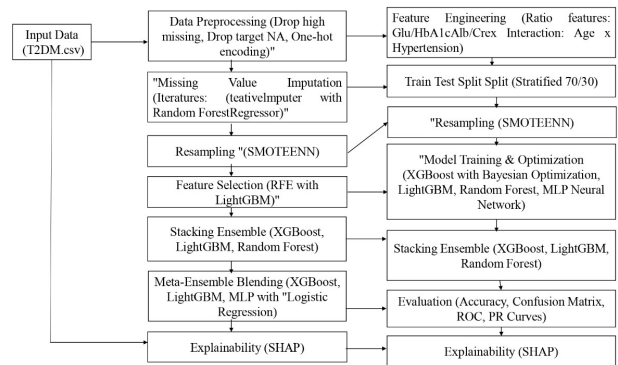 Input Data
(T2DM.csv)
Data Preprocessing (Drop high
missing, Drop target NA, One-hot
encoding)"
"Missing Value Imputation
(Iteratures: (teativeImputer with
Random ForestRegressor)"
Resampling "(SMOTEENN)
Feature Selection (RFE with
LightGBM)"
Stacking Ensemble (XGBoost,
LightGBM, Random Forest)
Meta-Ensemble Blending (XGBoost,
LightGBM, MLP with "Logistic
Regression)
Explainability (SHAP)
Feature Engineering (Ratio features:
Glu/HbA1cAlb/Crex Interaction: Age x
Hypertension)
Train Test Split Split (Stratified 70/30)
"Resampling (SMOTEENN)
"Model Training & Optimization
(XGBoost with Bayesian Optimization,
LightGBM, Random Forest, MLP Neural
Network)
Stacking Ensemble (XGBoost, LightGBM,
Random Forest)
Evaluation (Accuracy, Confusion Matrix,
ROC, PR Curves)
Explainability (SHAP)